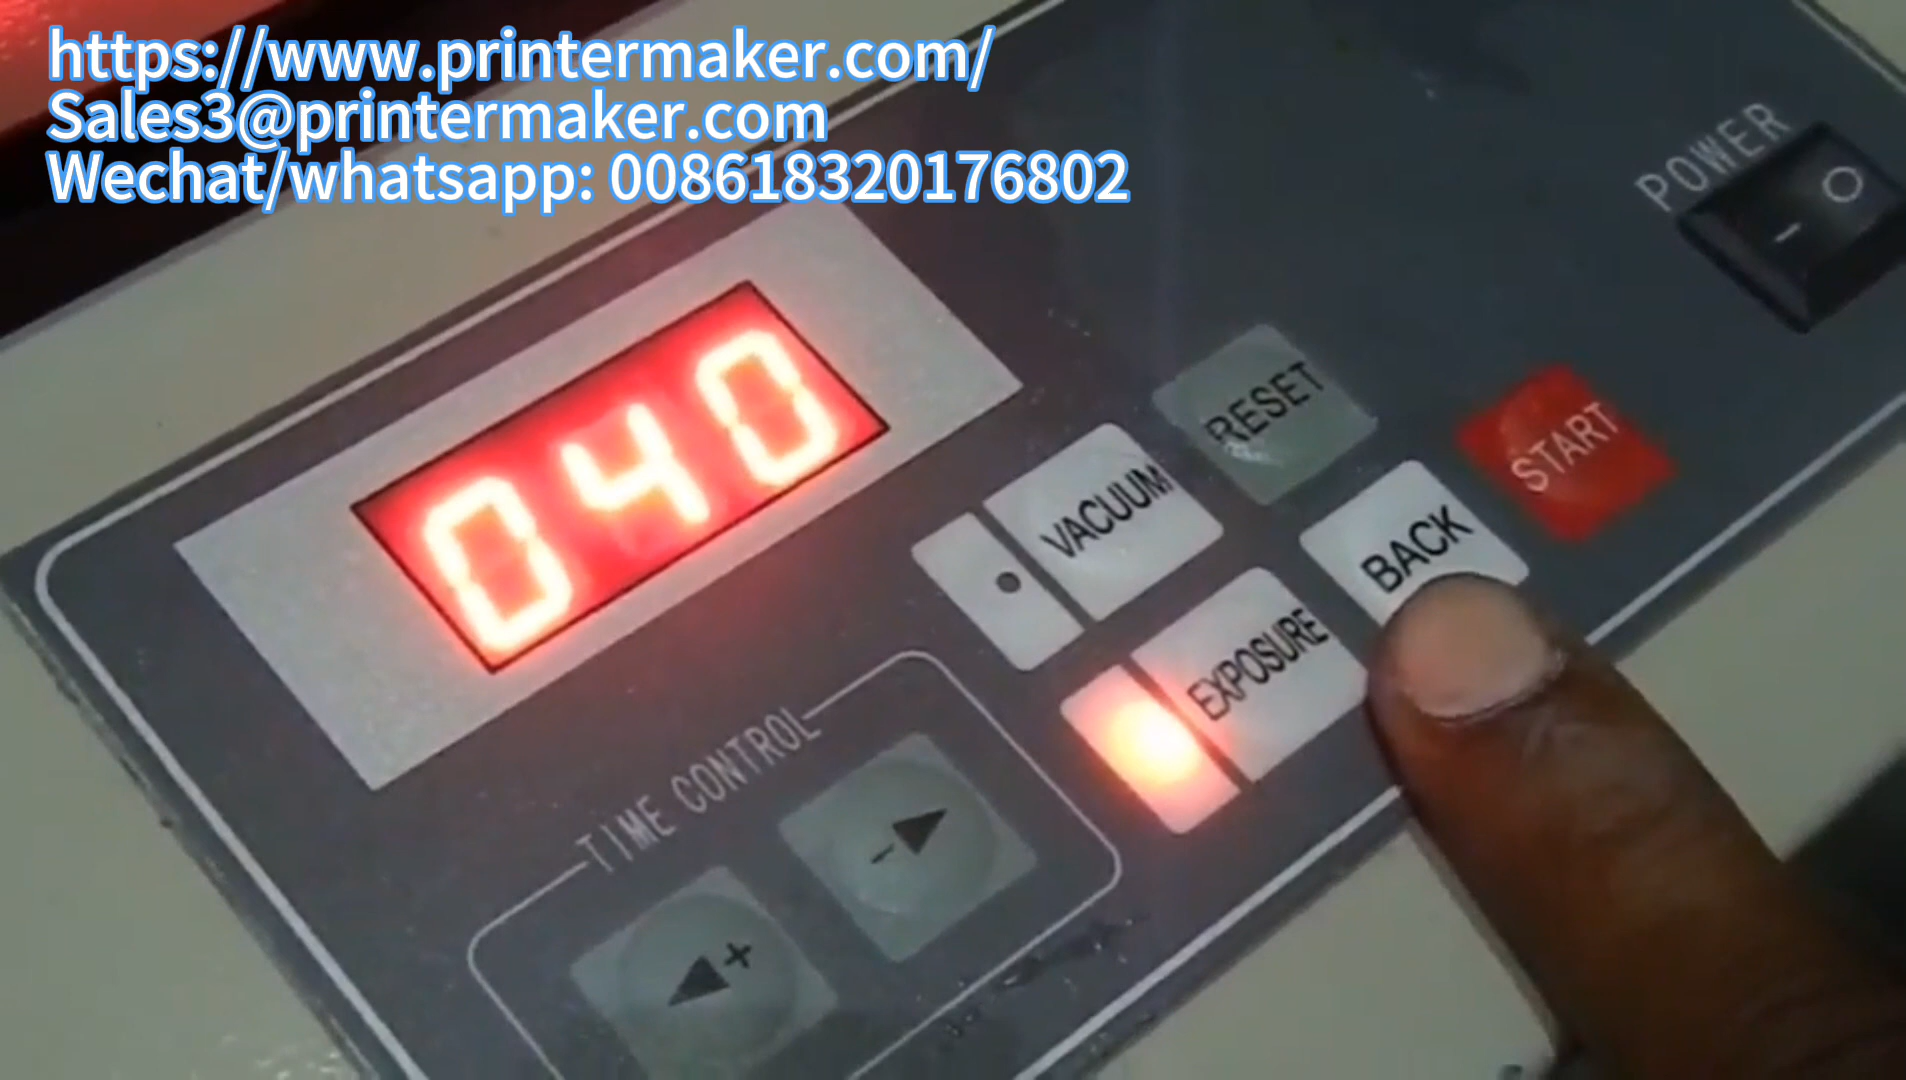 https://www.printermaker.com/
Sales3@printermaker.com
Wechat/whatsapp: 008618320176802
POWER
040
RESET
START
VACUUM
BACK
EXPOSURE
TIME CONTROL
-
+